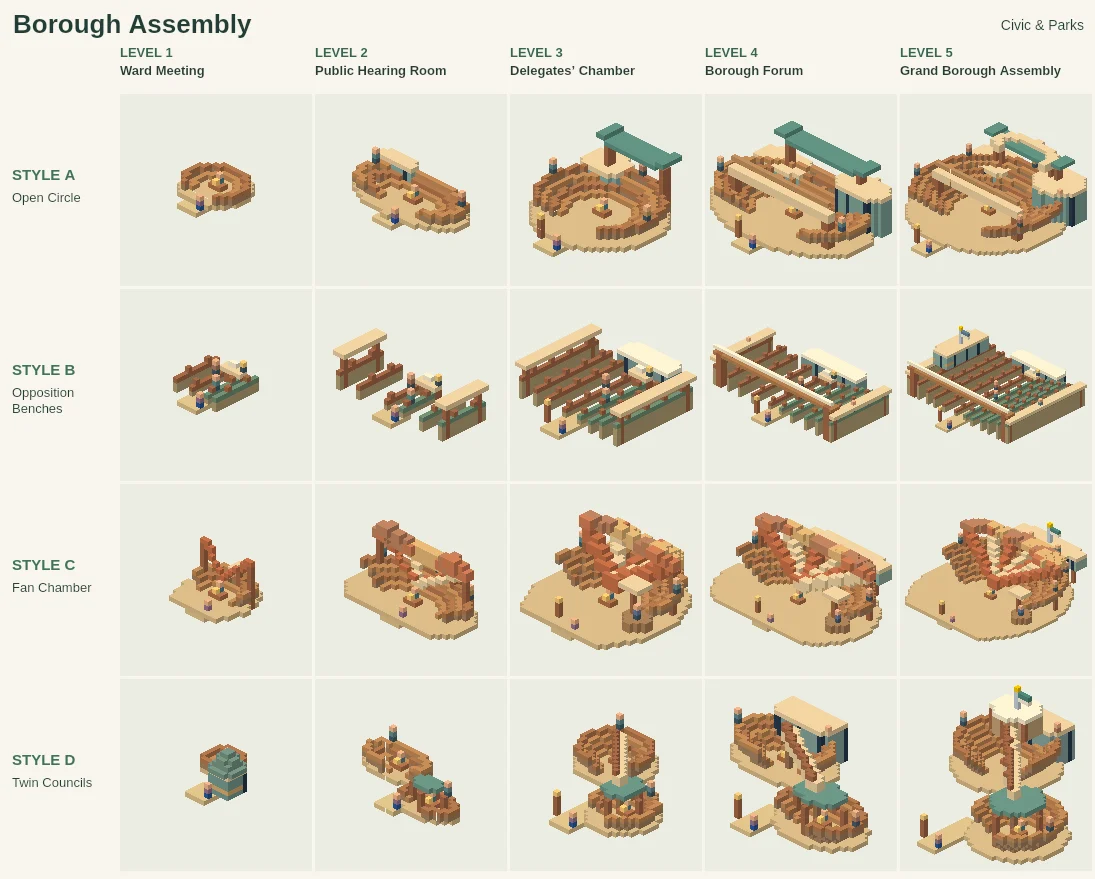 Borough Assembly
Civic & Parks
LEVEL 1
Ward Meeting
LEVEL 2
Public Hearing Room
LEVEL 3
Delegates' Chamber
LEVEL 4
Borough Forum
LEVEL 5
Grand Borough Assembly
STYLE A
Open Circle
STYLE B
Opposition
Benches
STYLE C
Fan Chamber
STYLE D
Twin Councils